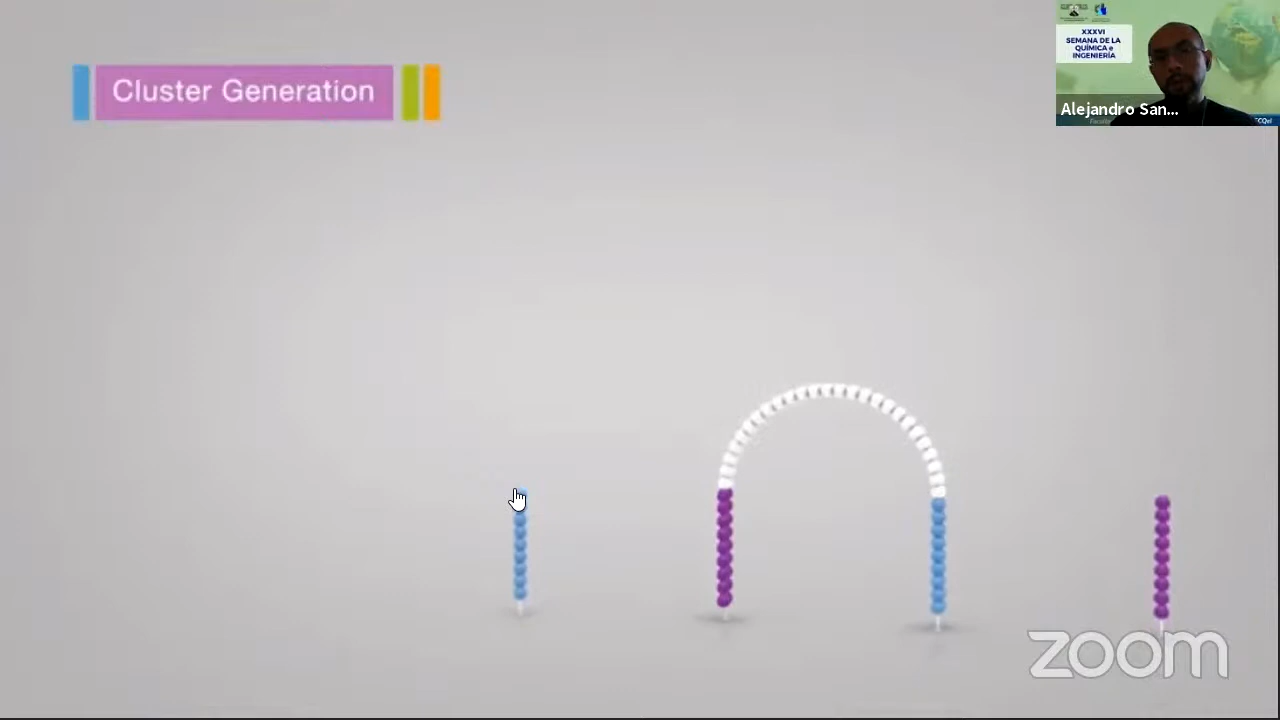 Cluster Generation
XXXVI
SEMANA DE LA
QUÍMICA e
INGENIERÍA
Alejandro San...
zoom